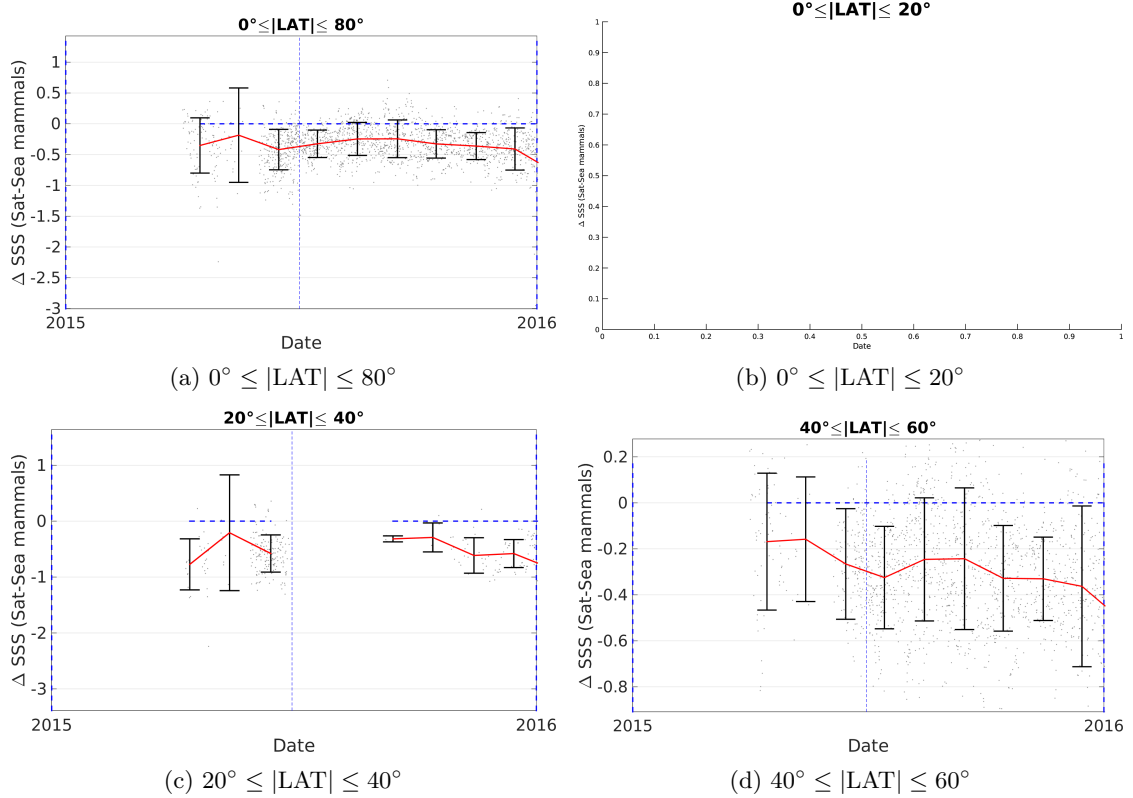 0°≤|LAT|≤ 80°
1
0.5
0
-0.5
-1
-1.5
-2
-2.5
-3
Δ SSS (Sat-Sea mammals)
2015
2016
Date
(a) 0° ≤ |LAT| ≤ 80°
0°≤|LAT|≤ 20°
1
0.9
0.8
0.7
0.6
0.5
0.4
0.3
0.2
0.1
0
Δ SSS (Sat-Sea mammals)
0 0.1 0.2 0.3 0.4 0.5 0.6 0.7 0.8 0.9 1
Date
(b) 0° ≤ |LAT| ≤ 20°
20°≤|LAT|≤ 40°
1
0
-1
-2
-3
Δ SSS (Sat-Sea mammals)
2015
2016
Date
(c) 20° ≤ |LAT| ≤ 40°
40°≤|LAT|≤ 60°
0.2
0
-0.2
-0.4
-0.6
-0.8
Δ SSS (Sat-Sea mammals)
2015
2016
Date
(d) 40° ≤ |LAT| ≤ 60°